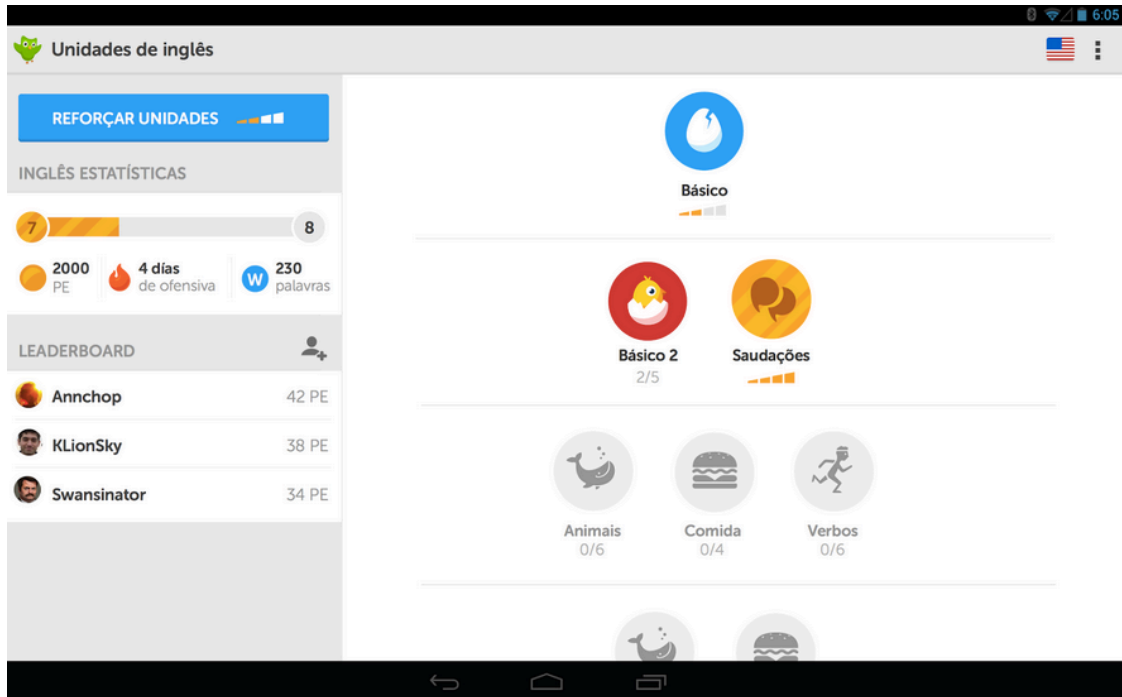 6:05
Unidades de inglês
REFORÇAR UNIDADES
INGLÊS ESTATÍSTICAS
7
8
2000
PE
4 días
de ofensiva
W
230
palavras
LEADERBOARD
Annchop 42 PE
KLionSky 38 PE
Swansinator 34 PE
Básico
Básico 2
2/5
Saudações
Animais
0/6
Comida
0/4
Verbos
0/6